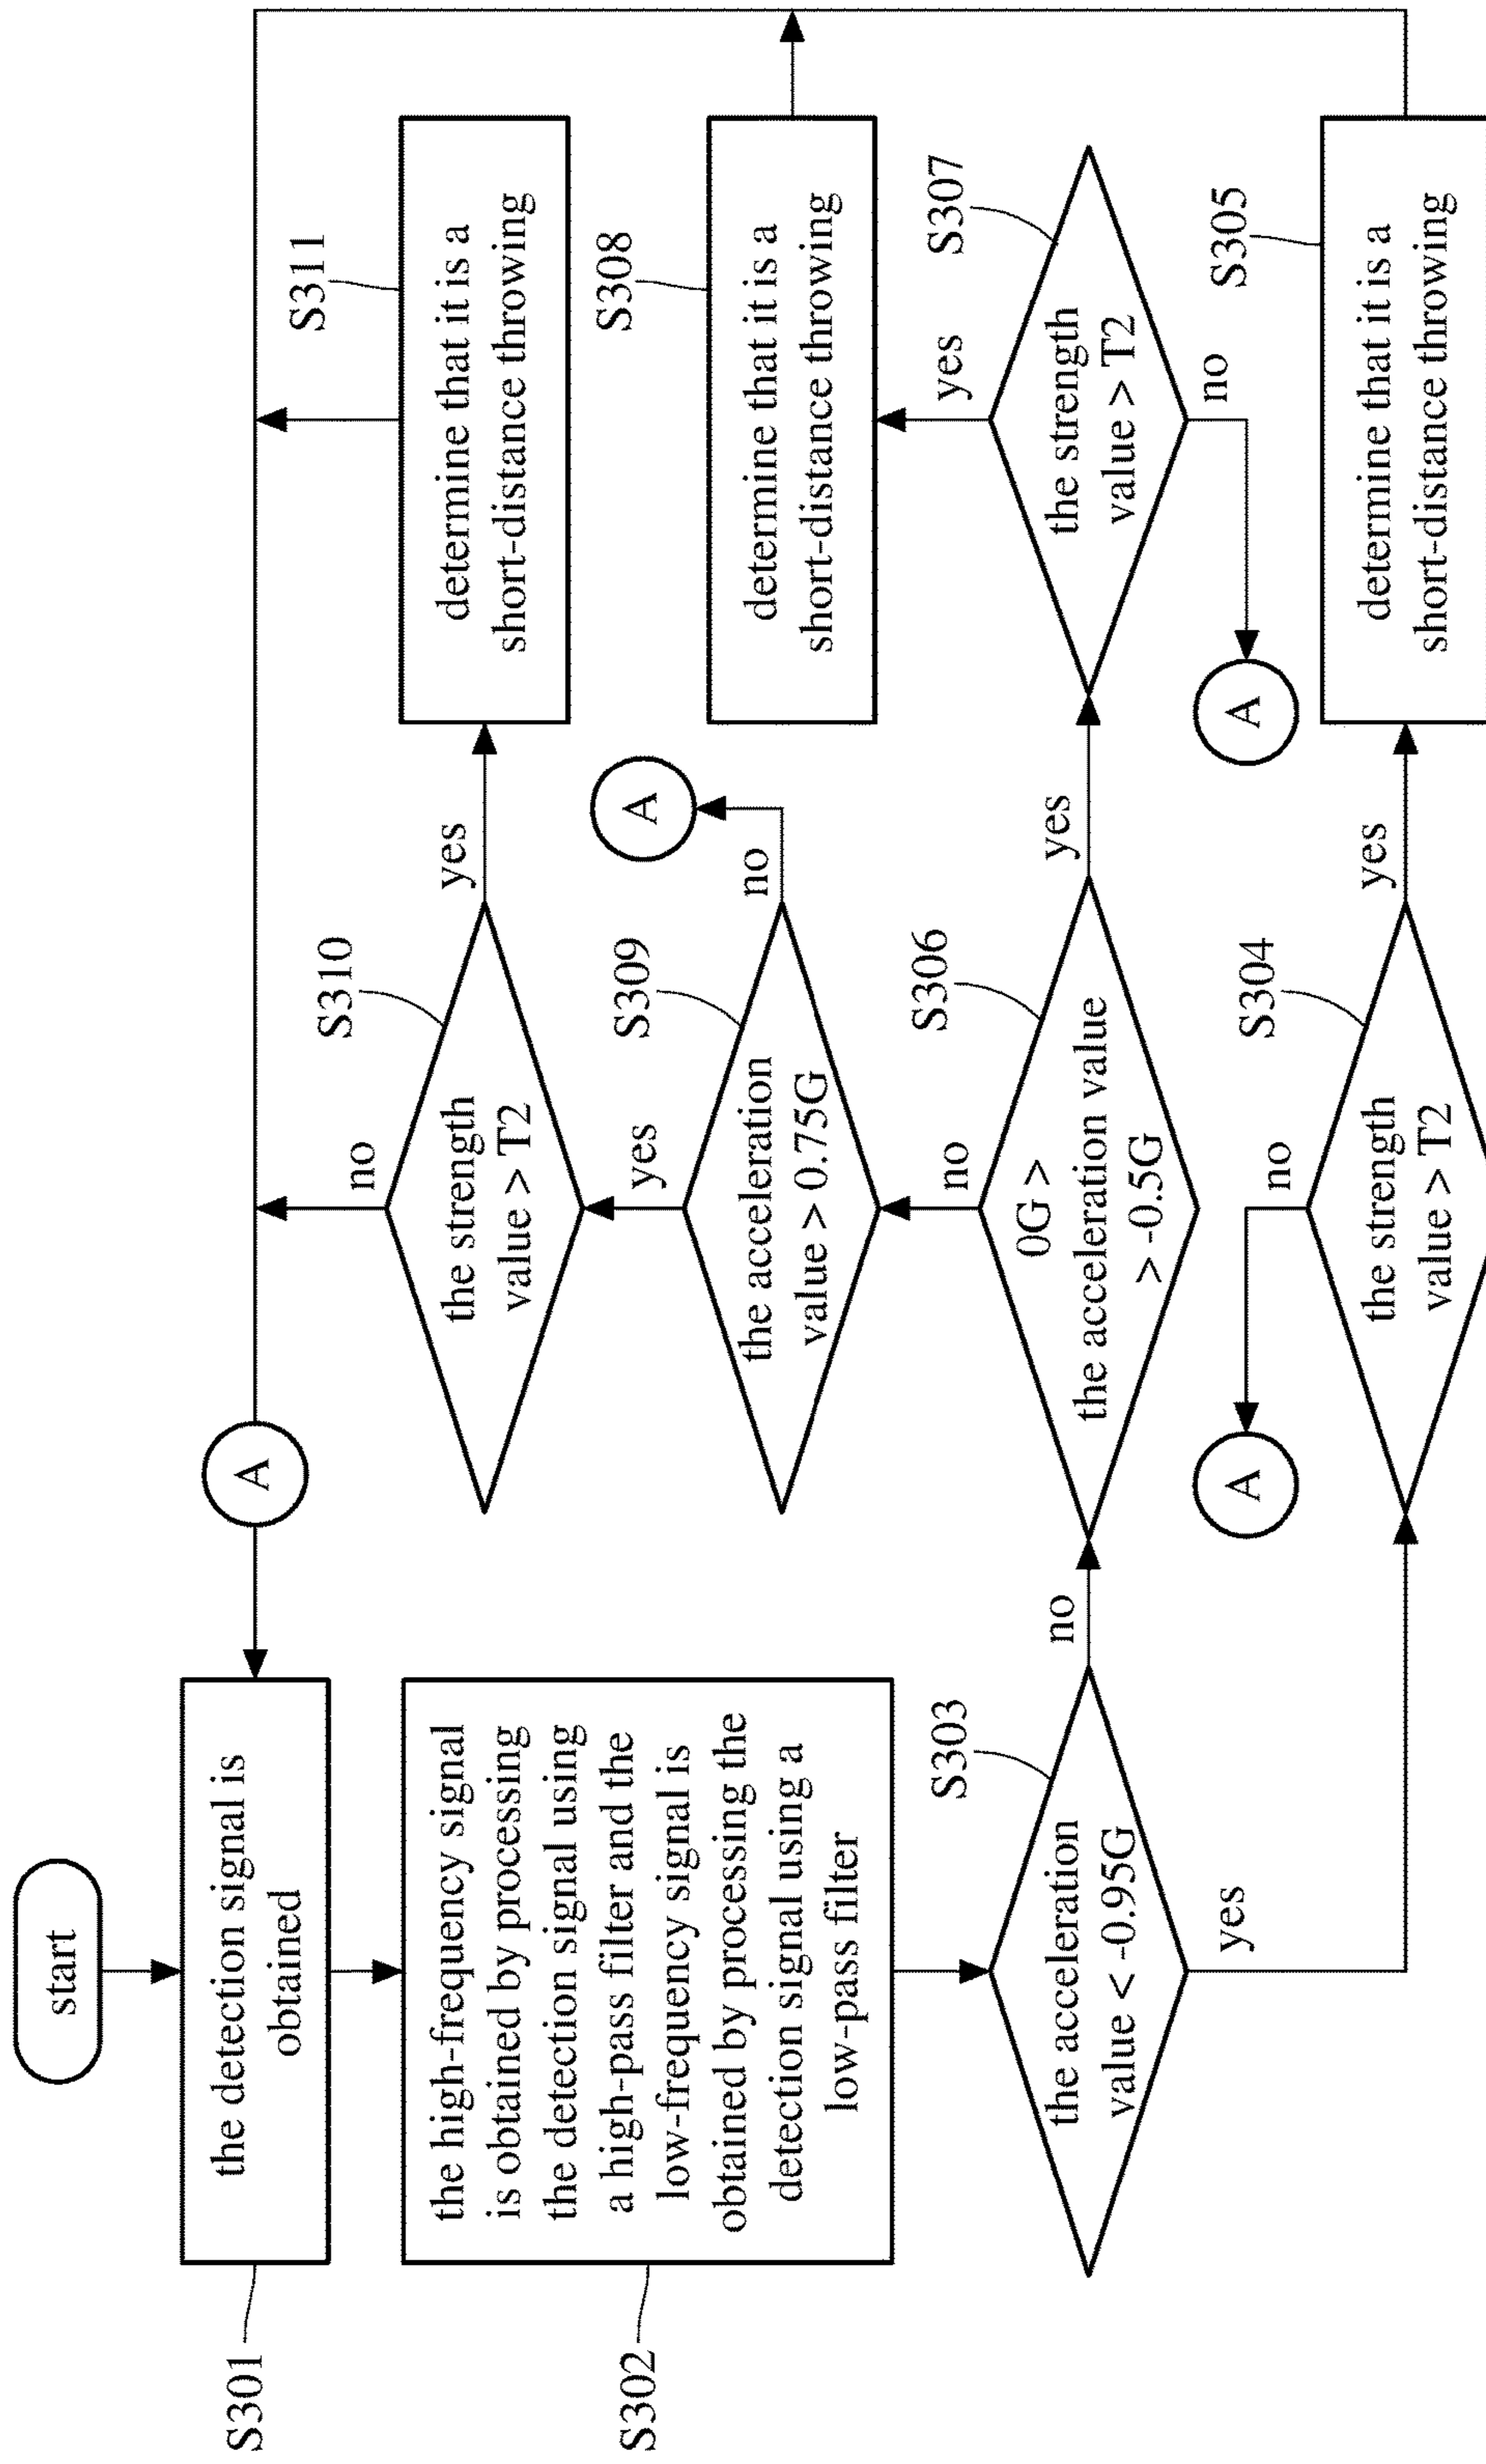 start
S301
the detection signal is
obtained
S302
the high-frequency signal
is obtained by processing
the detection signal using
a high-pass filter and the
low-frequency signal is
obtained by processing the
detection signal using a
low-pass filter
S303
the acceleration
value < -0.95G
no
yes
A
S310
the strength
value > T2
no
yes
S309
the acceleration
value > 0.75G
yes
no
A
S306
0G >
the acceleration value
> -0.5G
no
yes
A
S304
the strength
value > T2
no
yes
S311
determine that it is a
short-distance throwing
S308
determine that it is a
short-distance throwing
S307
the strength
value > T2
yes
no
A
S305
determine that it is a
short-distance throwing